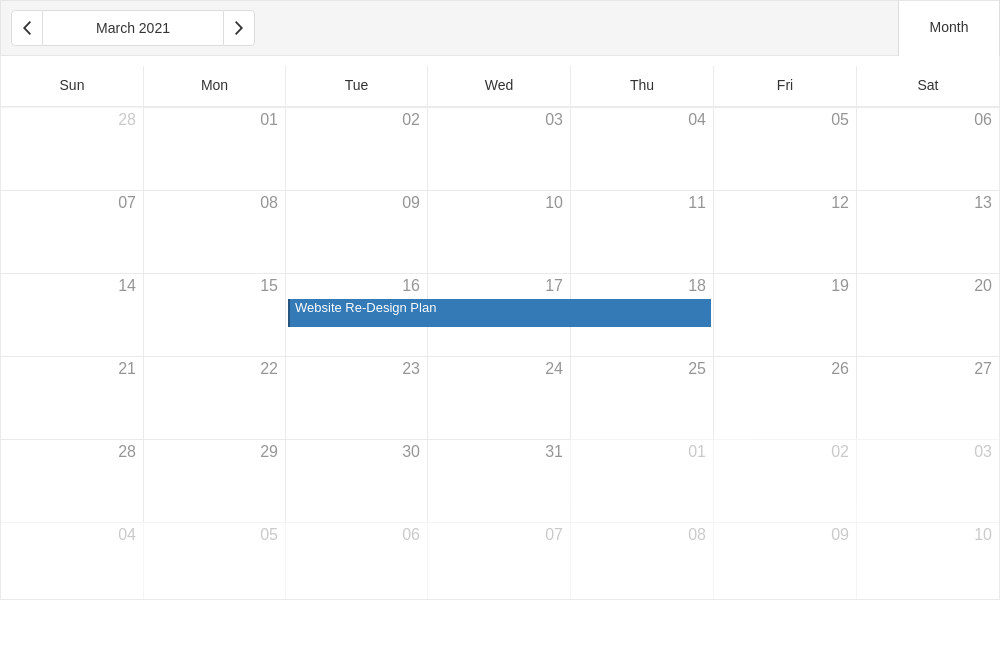 March 2021 Month
Sun Mon Tue Wed Thu Fri Sat
28 01 02 03 04 05 06
07 08 09 10 11 12 13
14 15 16 17 18 19 20
Website Re-Design Plan
21 22 23 24 25 26 27
28 29 30 31 01 02 03
04 05 06 07 08 09 10